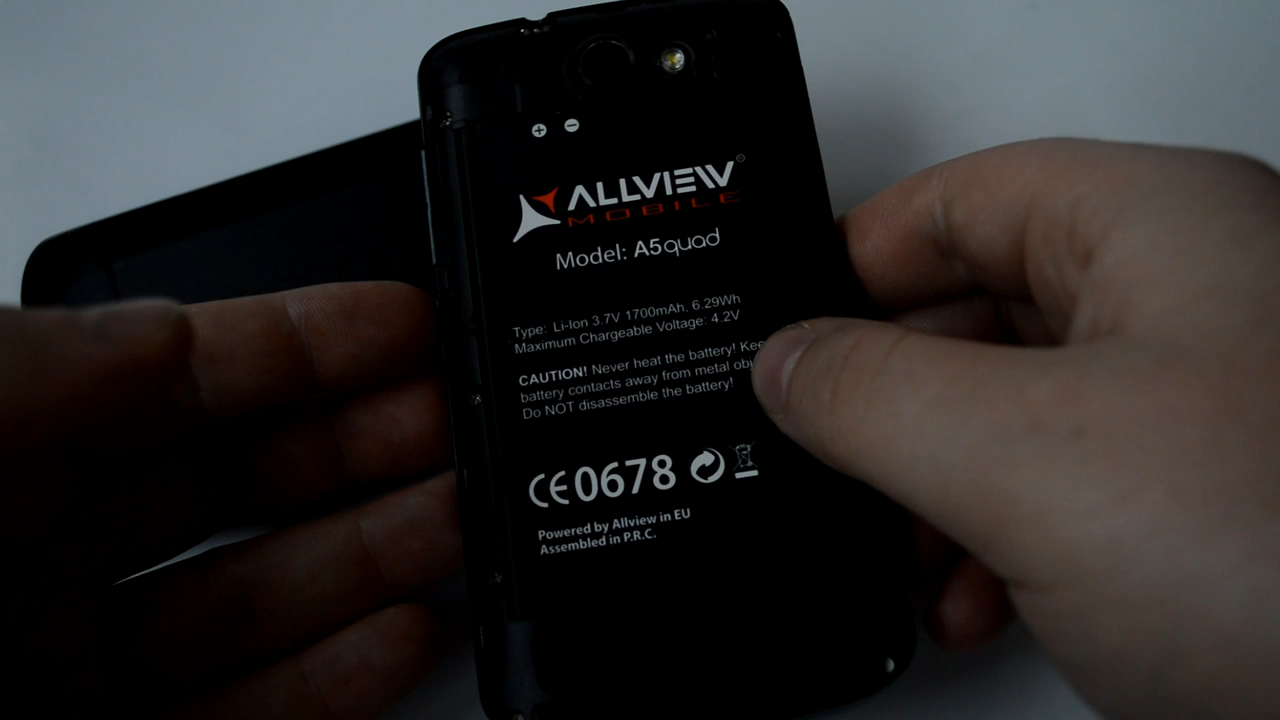 ALLVIEW
MOBILE
Model: A5quad
Type: Li-Ion 3.7V 1700mAh, 6.29Wh
Maximum Chargeable Voltage: 4.2V
CAUTION! Never heat the battery! Kee
battery contacts away from metal obj
Do NOT disassemble the battery!
CE0678
Powered by Allview in EU
Assembled in P.R.C.